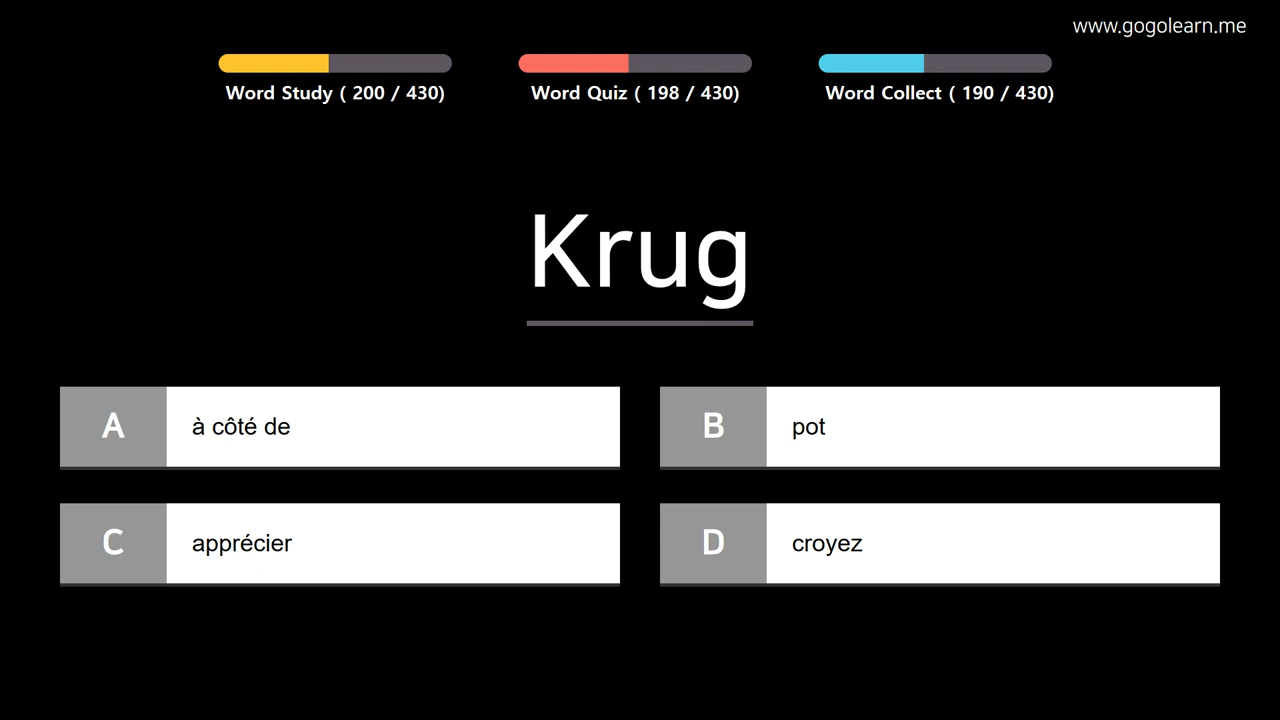 www.gogolearn.me
Word Study ( 200 / 430)
Word Quiz ( 198 / 430)
Word Collect ( 190 / 430)
Krug
A
à côté de
B
pot
C
apprécier
D
croyez